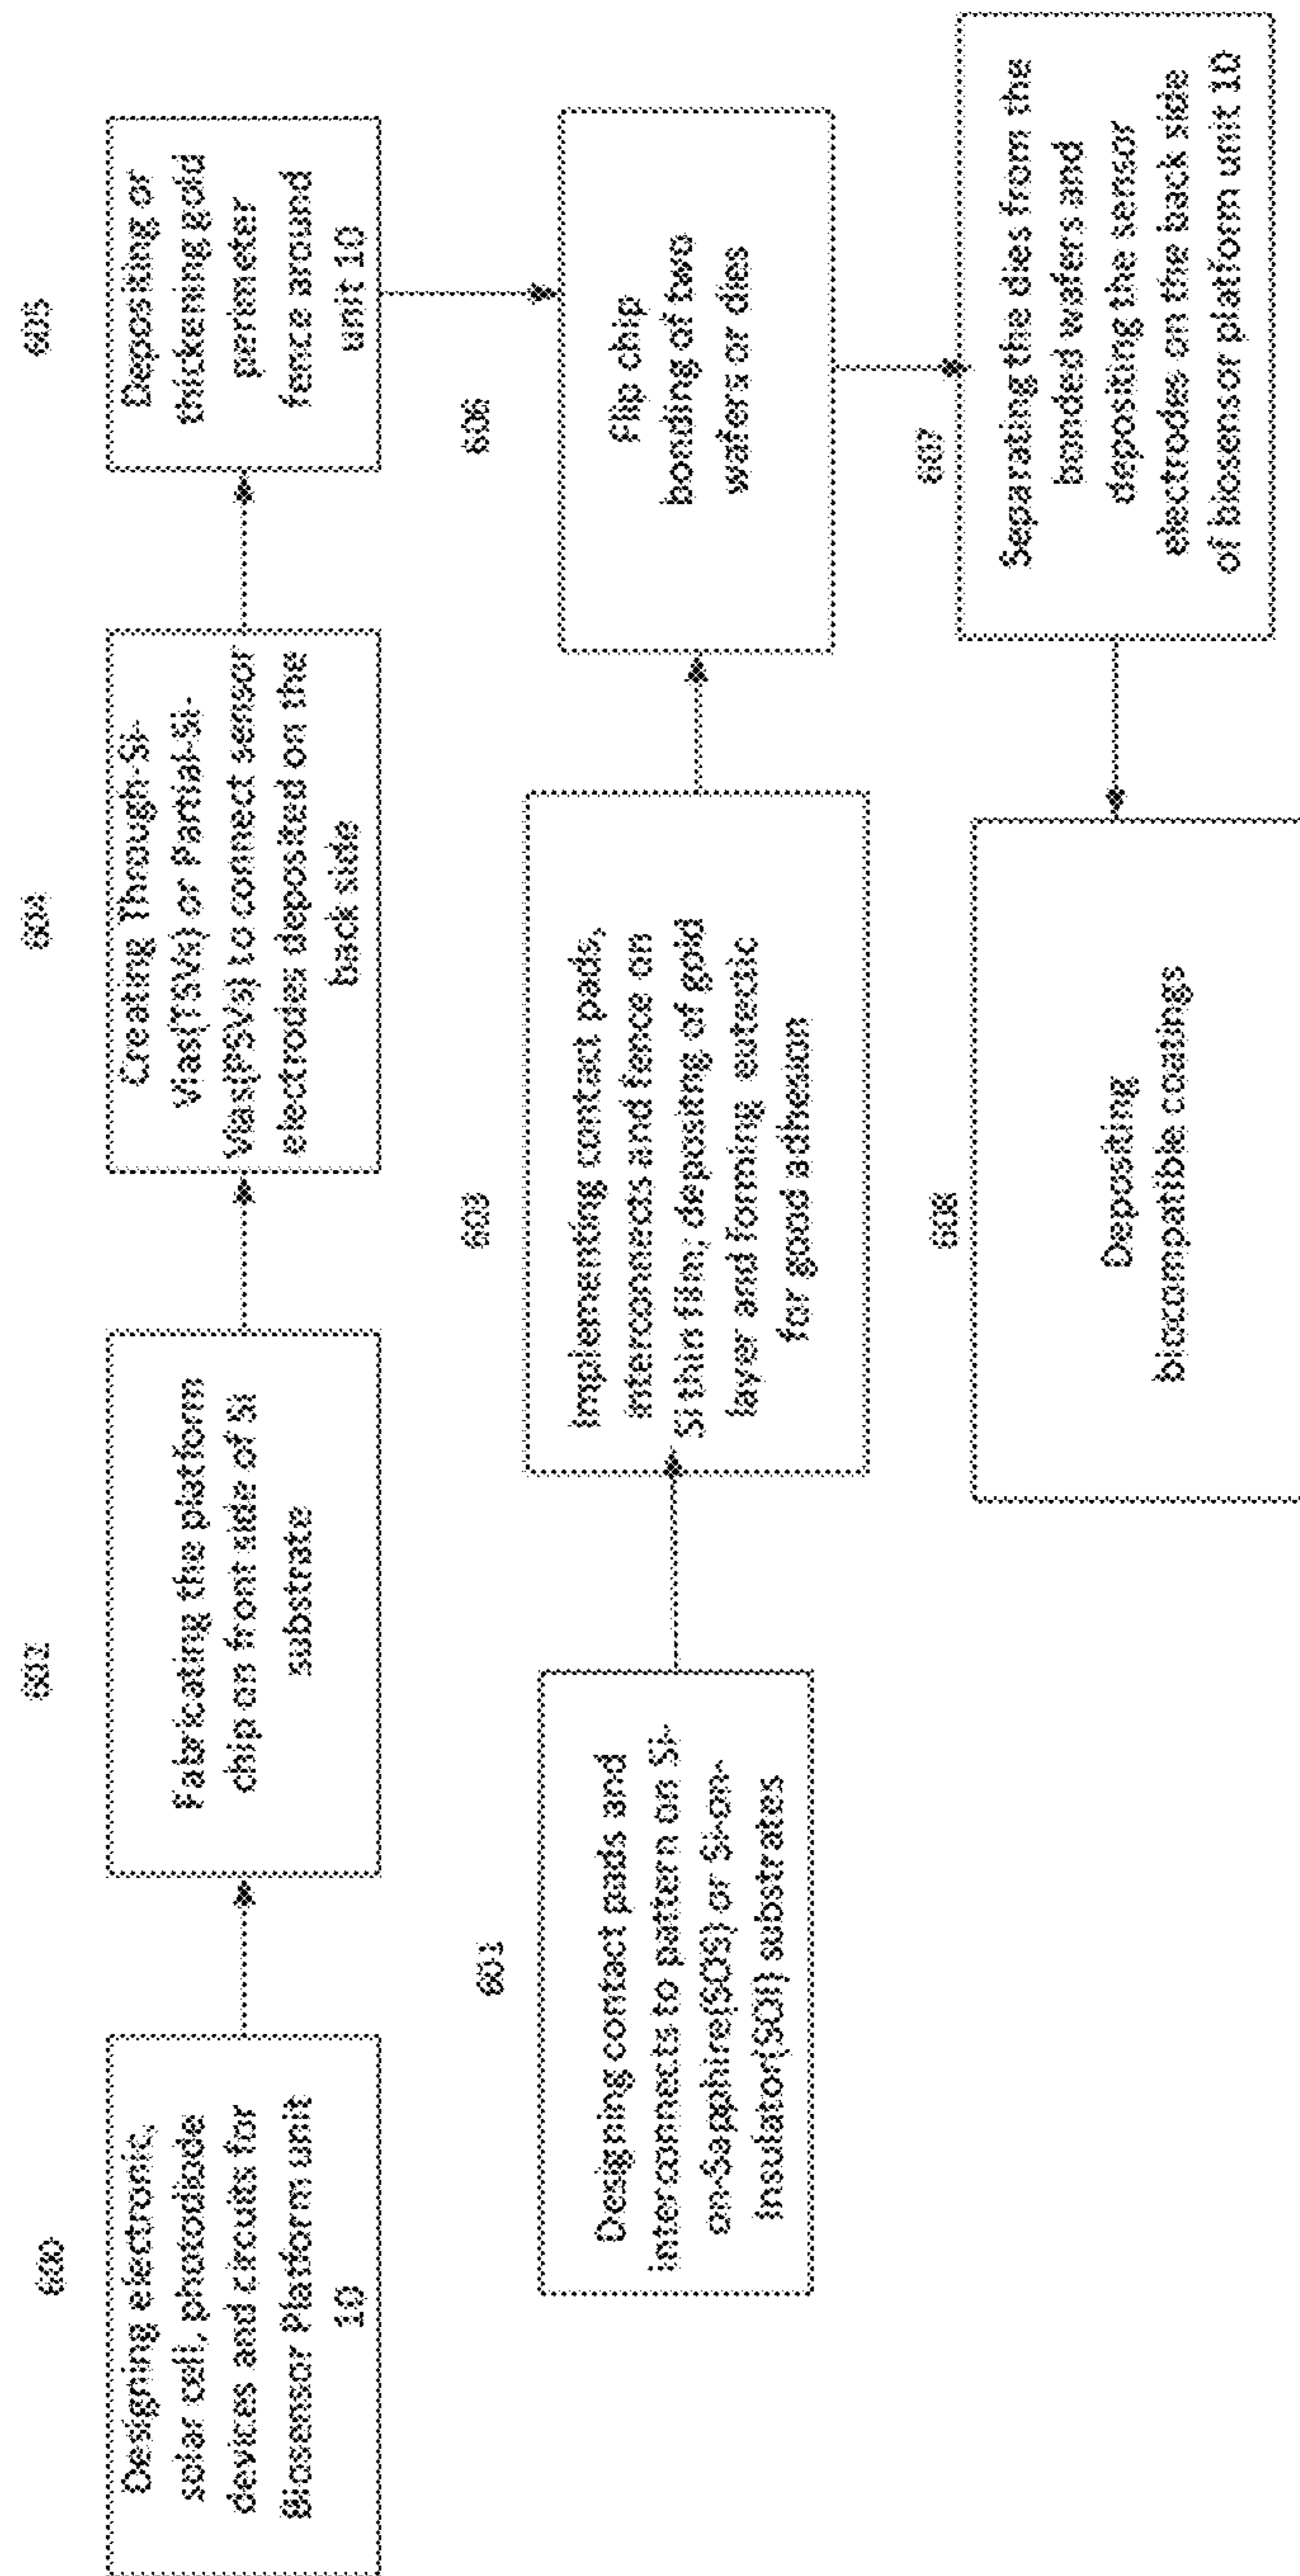 600
Designing electronic,
solar cell, photodiode
devices and circuits for
Biosensor Platform unit
10
602
Fabricating the platform
chip on front side of Si
substrate
604
Creating Through-Si-
Vias(TSVs) or Partial-Si-
Vias(PSVs) to connect sensor
electrodes deposited on the
back side
605
Depositing or
thickening gold
perimeter
fence around
unit 10
601
Designing contact pads and
interconnects to pattern on Si-
on-Sapphire(SOS) or Si-on-
Insulator(SOI) substrates
603
Implementing contact pads,
interconnects and fence on
Si thin film; depositng of gold
layer and forming eutectic
for good adhesion
606
Flip chip
bonding of two
wafers or dies
607
Separating the dies from the
bonded wafers and
depositing the sensor
electrodes on the back side
of biosensor platform unit 10
608
Depositing
biocompatible coatings